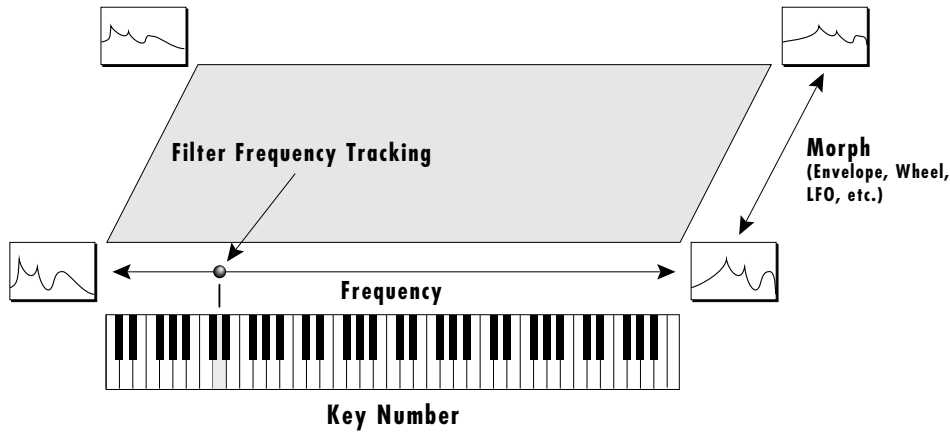 Filter Frequency Tracking
Morph
(Envelope, Wheel,
LFO, etc.)
Frequency
Key Number